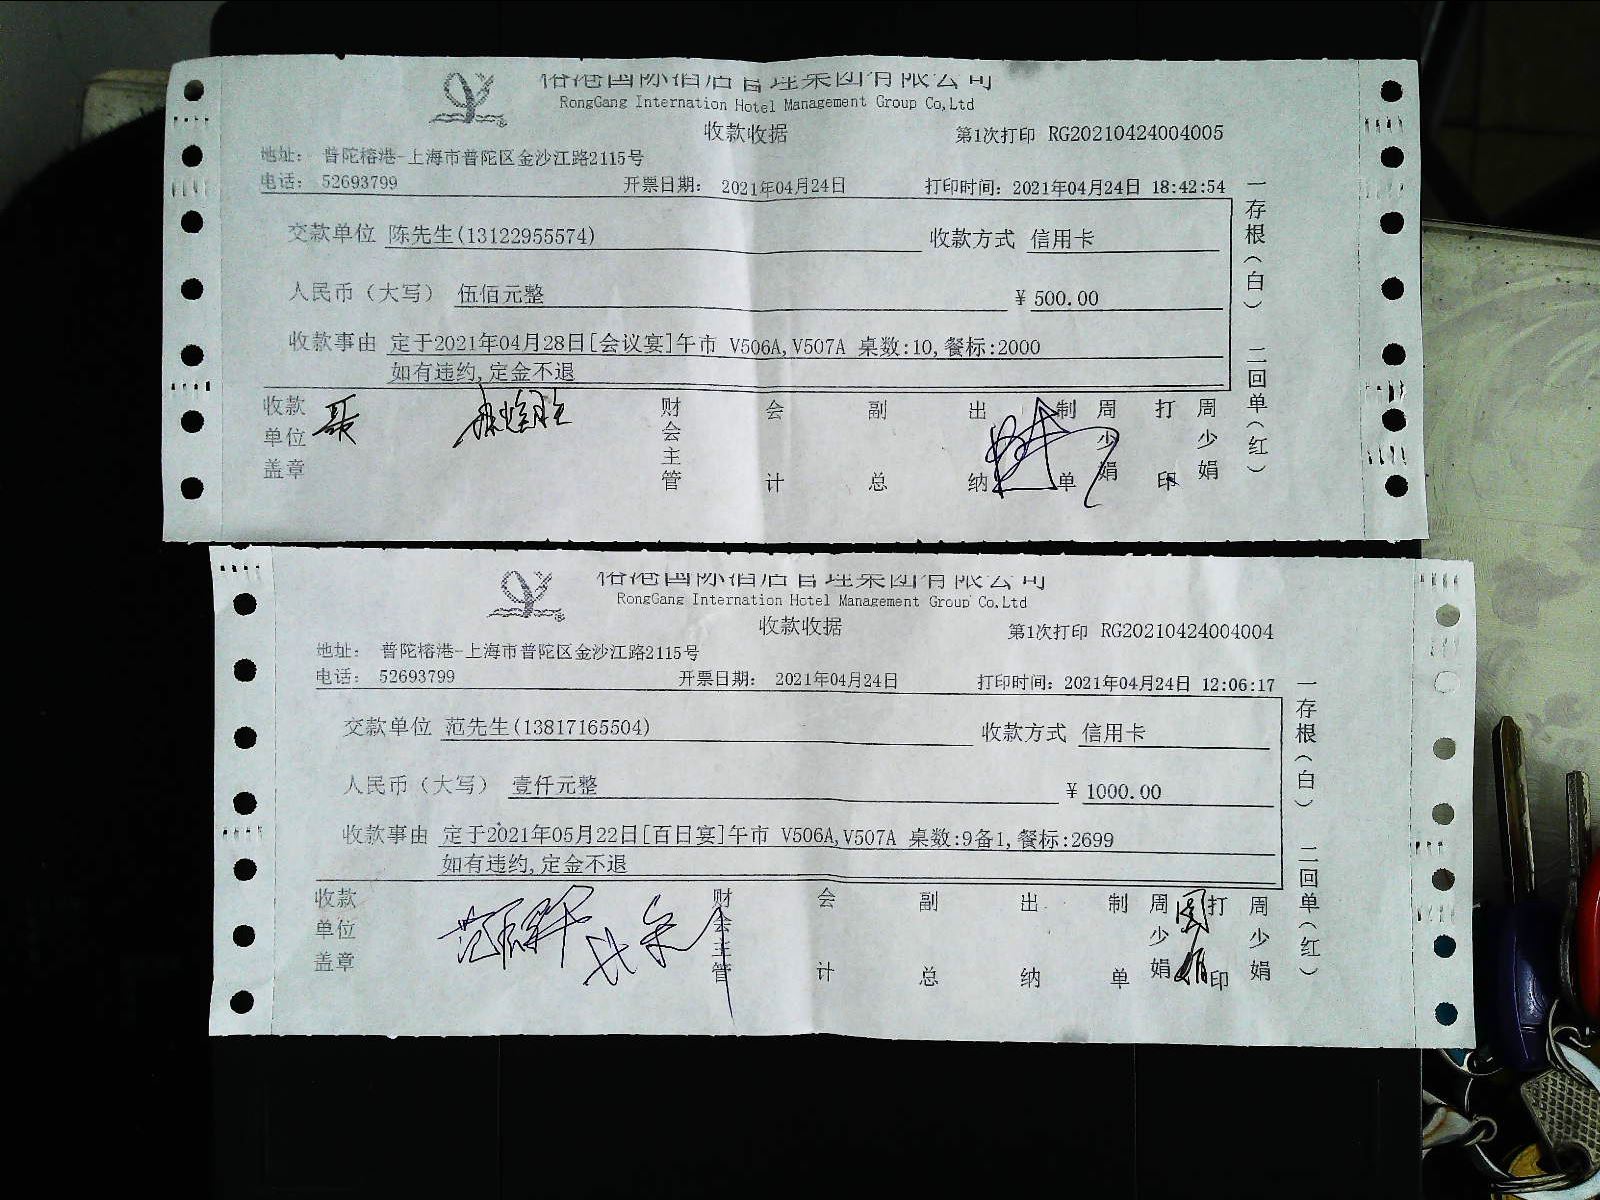 榕港国际酒店管理集团有限公司
RongGang Internation Hotel Management Group Co,Ltd
收款收据 第1次打印 RG20210424004005
地址： 普陀榕港-上海市普陀区金沙江路2115号
电话： 52693799 开票日期： 2021年04月24日 打印时间：2021年04月24日 18:42:54
交款单位 陈先生(13122955574) 收款方式 信用卡
人民币（大写） 伍佰元整 ￥500.00
收款事由 定于2021年04月28日[会议宴]午市 V506A,V507A 桌数:10,餐标:2000
如有违约,定金不退
收款单位盖章 财会主管 会计 副总 出纳 制单 周少娟 打印 周少娟
一存根（白） 二回单（红）
榕港国际酒店管理集团有限公司
RongGang Internation Hotel Management Group Co,Ltd
收款收据 第1次打印 RG20210424004004
地址： 普陀榕港-上海市普陀区金沙江路2115号
电话： 52693799 开票日期： 2021年04月24日 打印时间：2021年04月24日 12:06:17
交款单位 范先生(13817165504) 收款方式 信用卡
人民币（大写） 壹仟元整 ￥1000.00
收款事由 定于2021年05月22日[百日宴]午市 V506A,V507A 桌数:9备1,餐标:2699
如有违约,定金不退
收款单位盖章 财会主管 会计 副总 出纳 制单 周少娟 打印 周少娟
一存根（白） 二回单（红）